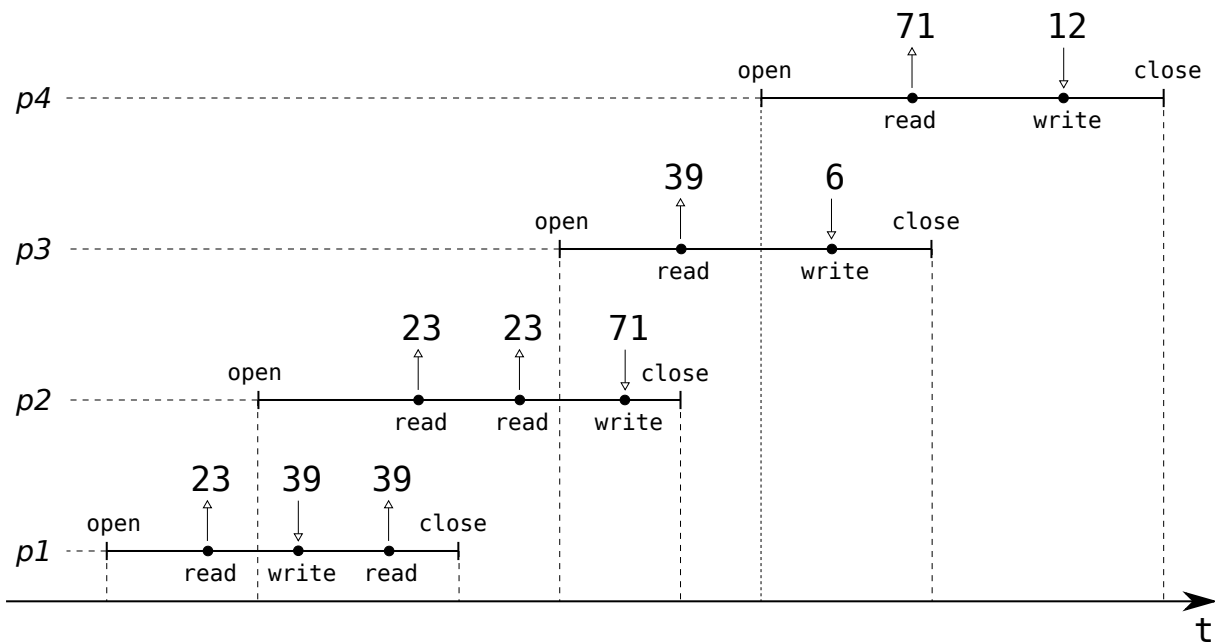 71 12
open close
p4
read write
39 6
open close
p3
read write
23 23 71
open close
p2
read read write
23 39 39
open close
p1
read write read
t